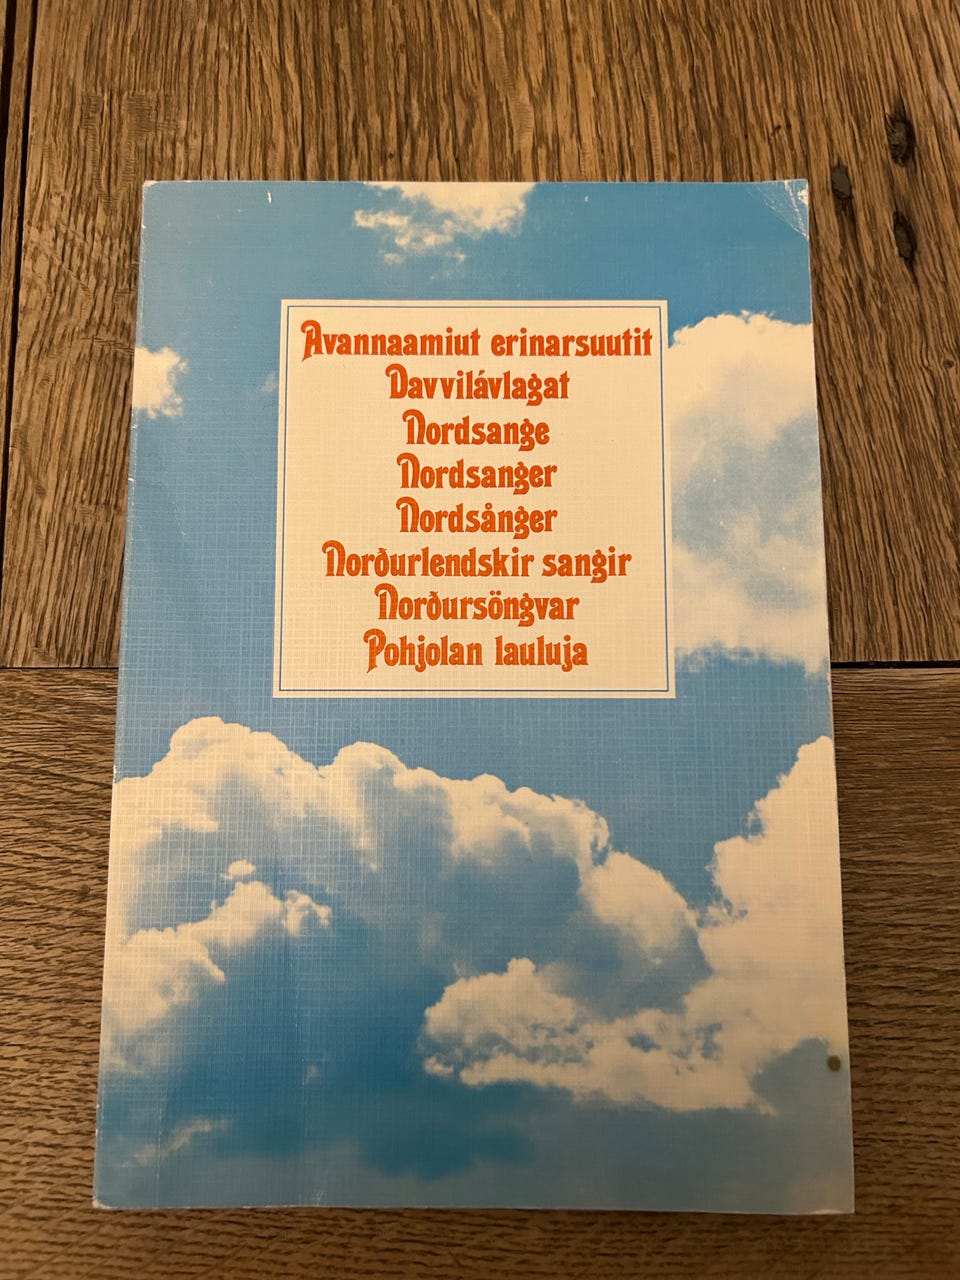 Avannaamiut erinarsuutit
Davvilávlagat
Nordsange
Nordsanger
Nordsånger
Norðurlendskir sangir
Norðursöngvar
Pohjolan lauluja